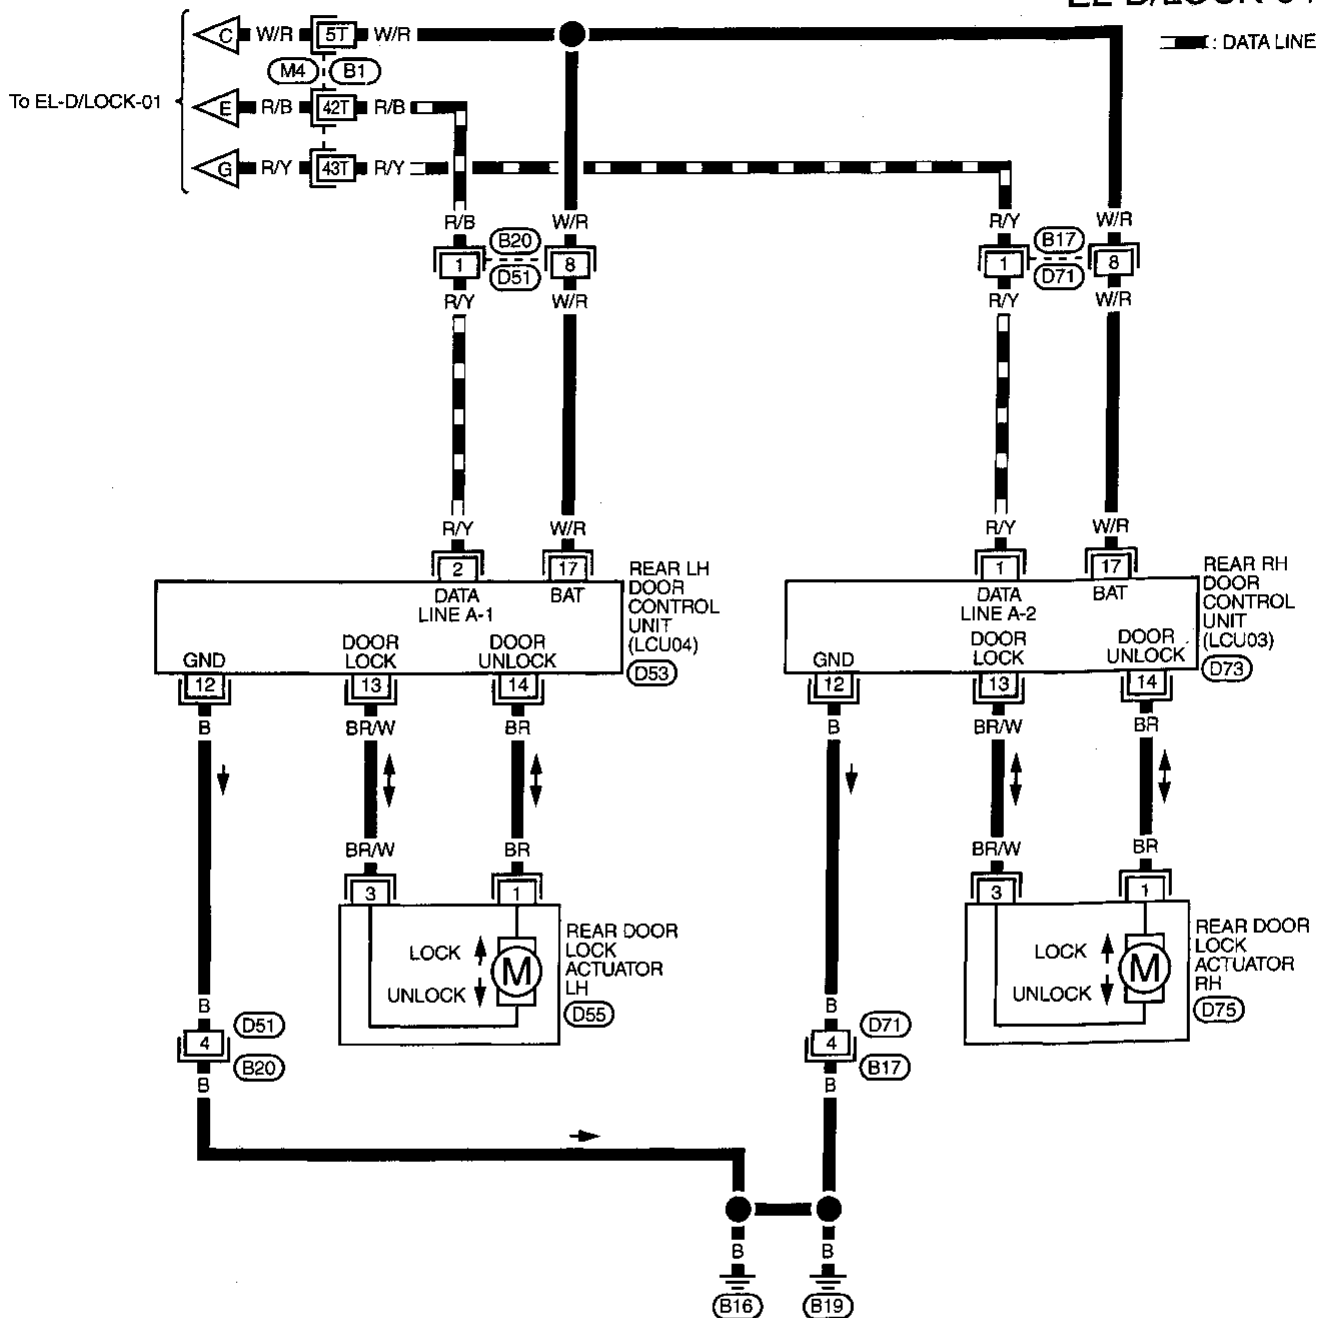 C W/R 5T W/R
: DATA LINE
M4 B1
To EL-D/LOCK-01
E R/B 42T R/B
G R/Y 43T R/Y
R/B W/R R/Y W/R
B20 B17
1 8 1 8
D51 D71
R/Y W/R R/Y W/R
R/Y W/R R/Y W/R
2 17 1 17
DATA LINE A-1
BAT
REAR LH
DOOR
CONTROL
UNIT
(LCU04)
D53
DATA LINE A-2
BAT
REAR RH
DOOR
CONTROL
UNIT
(LCU03)
D73
GND
DOOR
LOCK
DOOR
UNLOCK
GND
DOOR
LOCK
DOOR
UNLOCK
12 13 14 12 13 14
B BR/W BR B BR/W BR
BR/W BR BR/W BR
3 1 3 1
LOCK
UNLOCK
M
REAR DOOR
LOCK
ACTUATOR
LH
D55
LOCK
UNLOCK
M
REAR DOOR
LOCK
ACTUATOR
RH
D75
B B
4 D51 4 D71
B20 B17
B B
B B
B16 B19